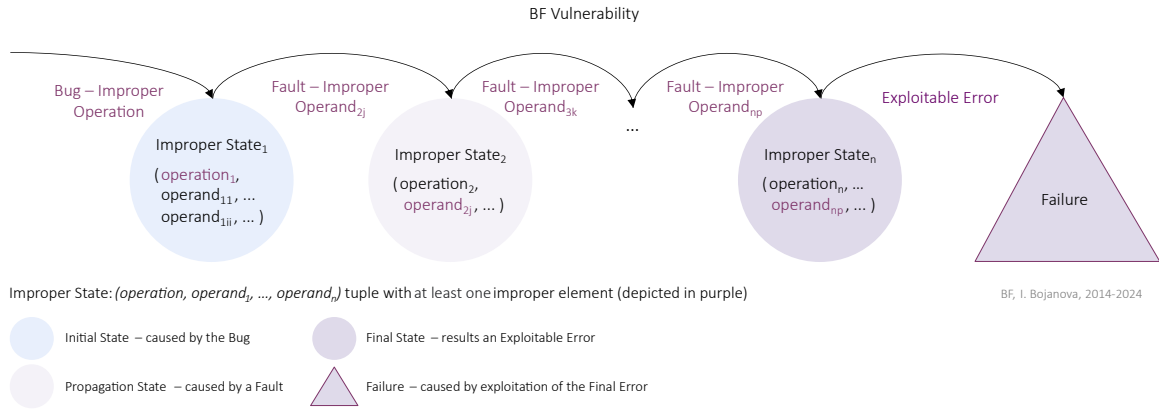 BF Vulnerability
Bug – Improper
Operation
Fault – Improper
Operand2j
Fault – Improper
Operand3k
...
Fault – Improper
Operandnp
Exploitable Error
Improper State1
(operation1,
operand11, ...
operand1ii, ... )
Improper State2
(operation2,
operand2j, ... )
Improper Staten
(operationn, ...
operandnp, ... )
Failure
Improper State: (operation, operand1, ..., operandn) tuple with at least one improper element (depicted in purple)
BF, I. Bojanova, 2014-2024
Initial State – caused by the Bug
Final State – results an Exploitable Error
Propagation State – caused by a Fault
Failure – caused by exploitation of the Final Error